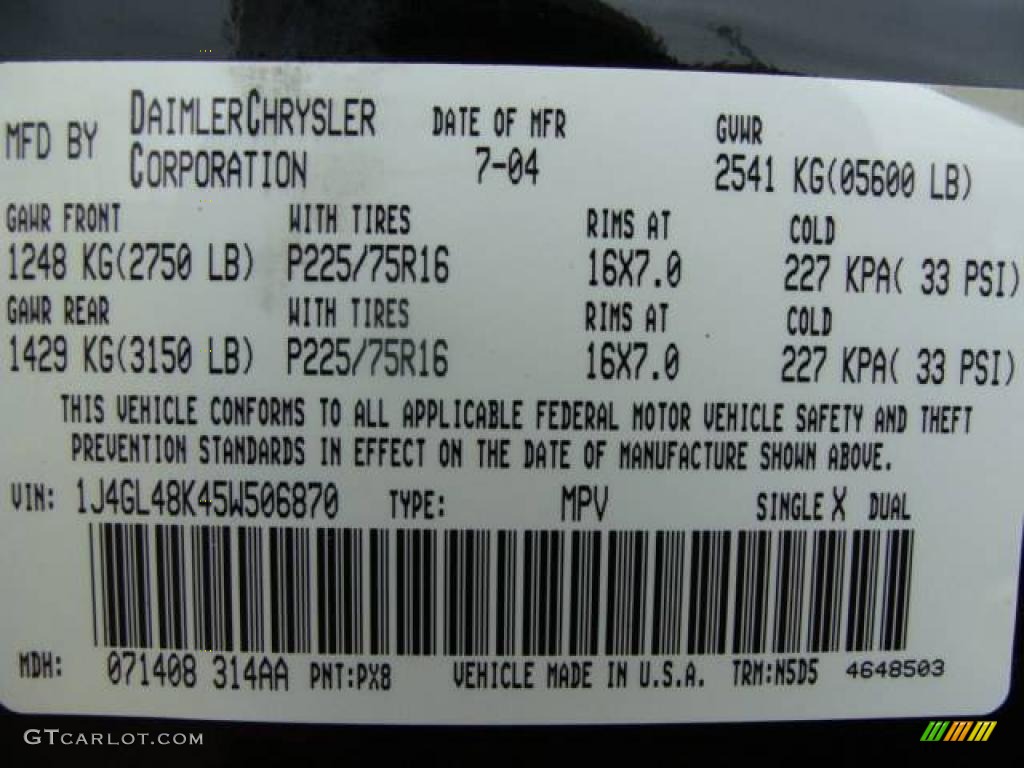 MFD BY DAIMLERCHRYSLER CORPORATION DATE OF MFR 7-04 GVWR 2541 KG(05600 LB)
GAWR FRONT WITH TIRES RIMS AT COLD
1248 KG(2750 LB) P225/75R16 16X7.0 227 KPA( 33 PSI)
GAWR REAR WITH TIRES RIMS AT COLD
1429 KG(3150 LB) P225/75R16 16X7.0 227 KPA( 33 PSI)
THIS VEHICLE CONFORMS TO ALL APPLICABLE FEDERAL MOTOR VEHICLE SAFETY AND THEFT
PREVENTION STANDARDS IN EFFECT ON THE DATE OF MANUFACTURE SHOWN ABOVE.
VIN: 1J4GL48K45W506870 TYPE: MPV SINGLE X DUAL
MDH: 071408 314AA PNT:PX8 VEHICLE MADE IN U.S.A. TRM:N5D5 4648503
GTCARLOT.COM